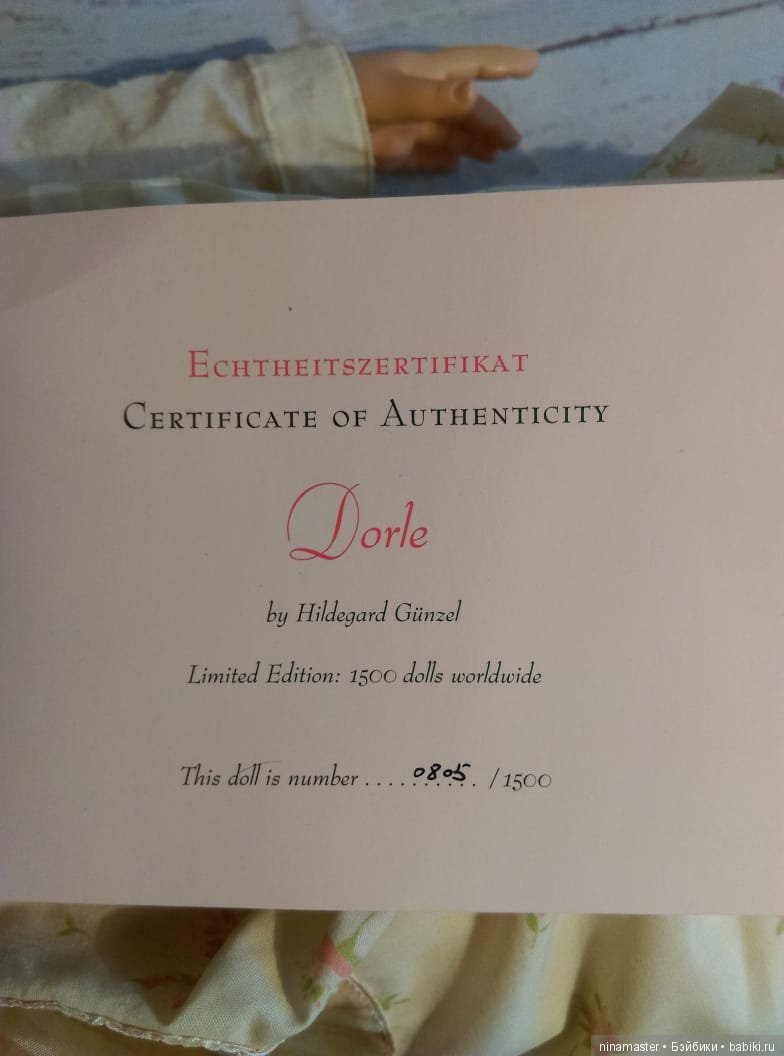 Echtheitszertifikat
Certificate of Authenticity
Dorle
by Hildegard Günzel
Limited Edition: 1500 dolls worldwide
This doll is number . . . . 0805 . / 1500
ninamaster • Бэйбики • babiki.ru